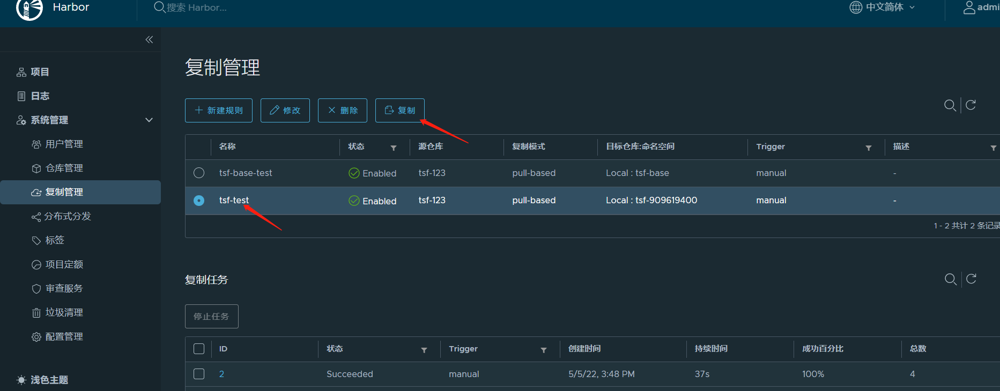 Harbor
搜索 Harbor...
中文简体
admi
项目
日志
系统管理
用户管理
仓库管理
复制管理
分布式分发
标签
项目定额
审查服务
垃圾清理
配置管理
浅色主题
复制管理
新建规则 修改 删除 复制
名称 状态 源仓库 复制模式 目标仓库:命名空间 Trigger 描述
tsf-base-test Enabled tsf-123 pull-based Local : tsf-base manual -
tsf-test Enabled tsf-123 pull-based Local : tsf-909619400 manual -
1 - 2 共计 2 条记录
复制任务
停止任务
ID 状态 Trigger 创建时间 持续时间 成功百分比 总数
2 Succeeded manual 5/5/22, 3:48 PM 37s 100% 4